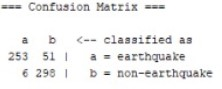 === Confusion Matrix ===
a b <-- classified as
253 51 | a = earthquake
6 298 | b = non-earthquake